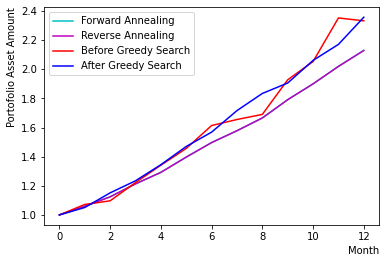 Portofolio Asset Amount
2.4
2.2
2.0
1.8
1.6
1.4
1.2
1.0
Forward Annealing
Reverse Annealing
Before Greedy Search
After Greedy Search
0 2 4 6 8 10 12
Month